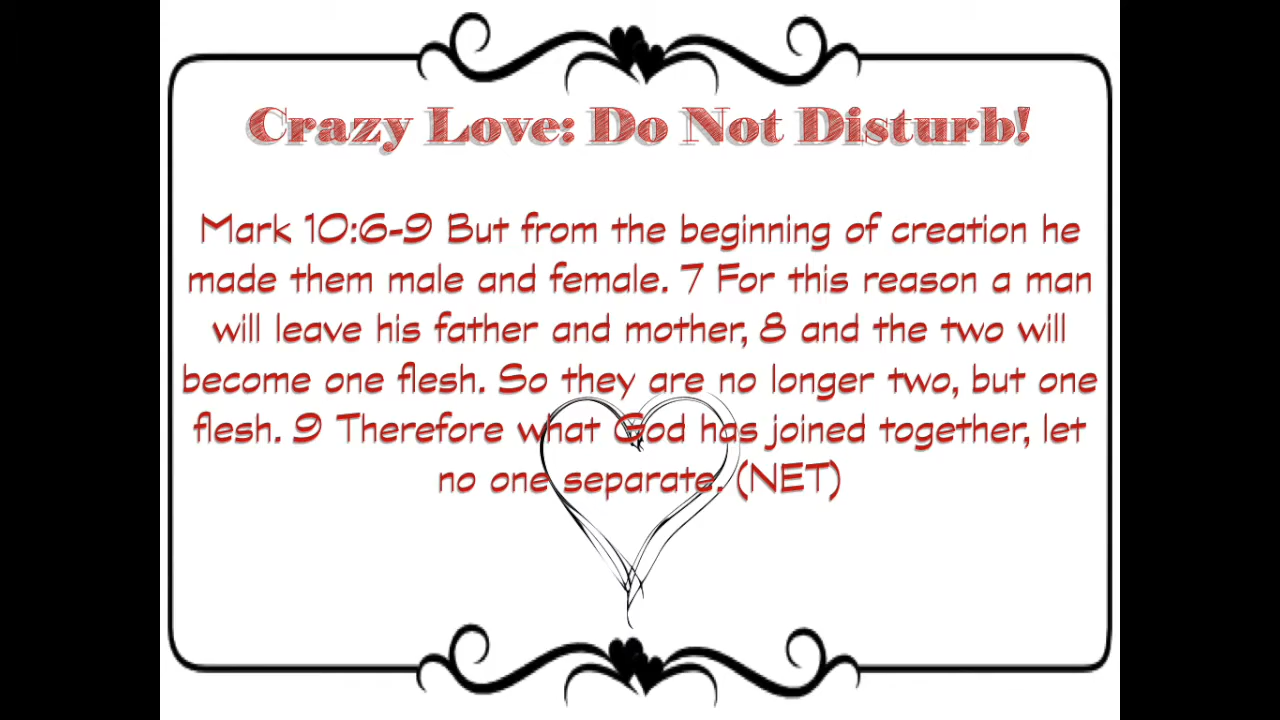 Crazy Love: Do Not Disturb!
Mark 10:6-9 But from the beginning of creation he
made them male and female. 7 For this reason a man
will leave his father and mother, 8 and the two will
become one flesh. So they are no longer two, but one
flesh. 9 Therefore what God has joined together, let
no one separate. (NET)